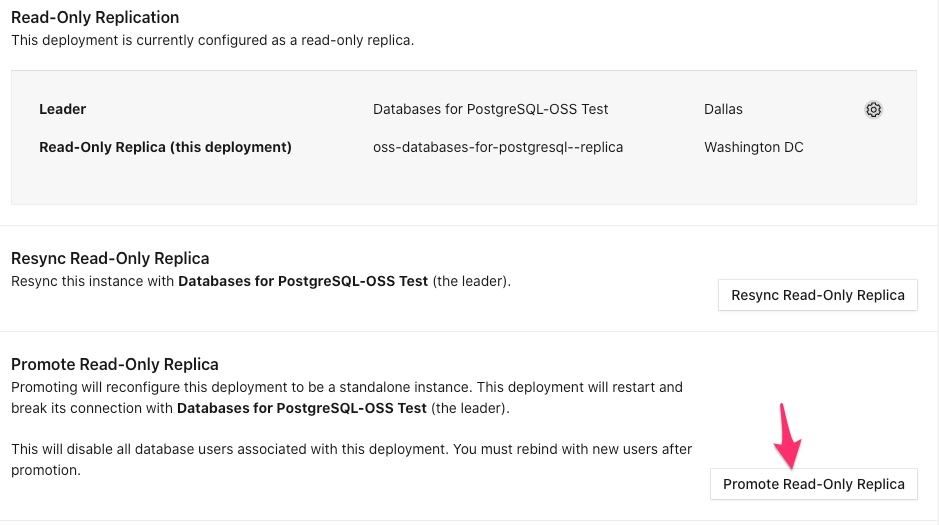 Read-Only Replication
This deployment is currently configured as a read-only replica.
Leader Databases for PostgreSQL-OSS Test Dallas
Read-Only Replica (this deployment) oss-databases-for-postgresql--replica Washington DC
Resync Read-Only Replica
Resync this instance with Databases for PostgreSQL-OSS Test (the leader).
Resync Read-Only Replica
Promote Read-Only Replica
Promoting will reconfigure this deployment to be a standalone instance. This deployment will restart and
break its connection with Databases for PostgreSQL-OSS Test (the leader).
This will disable all database users associated with this deployment. You must rebind with new users after
promotion.
Promote Read-Only Replica